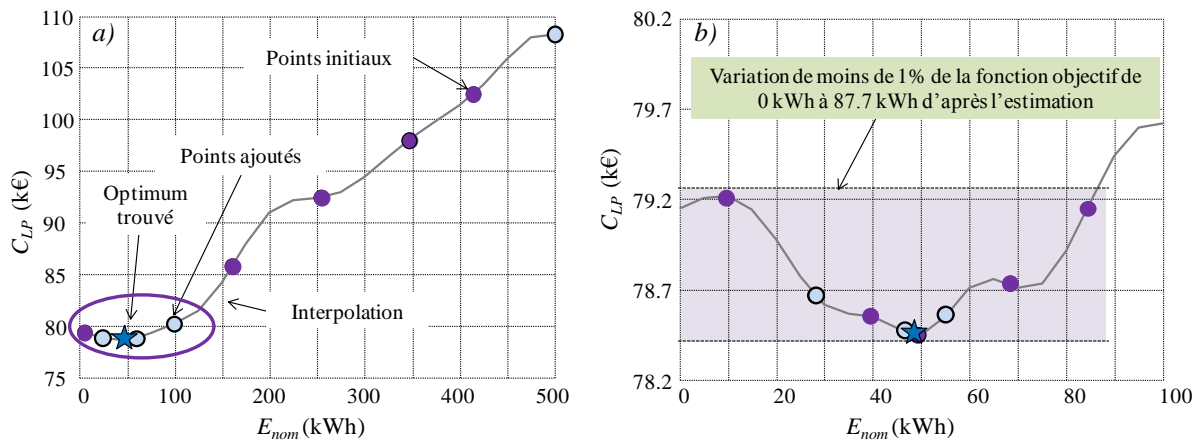 a)
110
105
100
95
90
85
80
75
C_LP (k€)
0 100 200 300 400 500
E_nom (kWh)
Points initiaux
Points ajoutés
Optimum
trouvé
Interpolation
b)
80.2
79.7
79.2
78.7
78.2
C_LP (k€)
0 20 40 60 80 100
E_nom (kWh)
Variation de moins de 1% de la fonction objectif de
0 kWh à 87.7 kWh d'après l'estimation